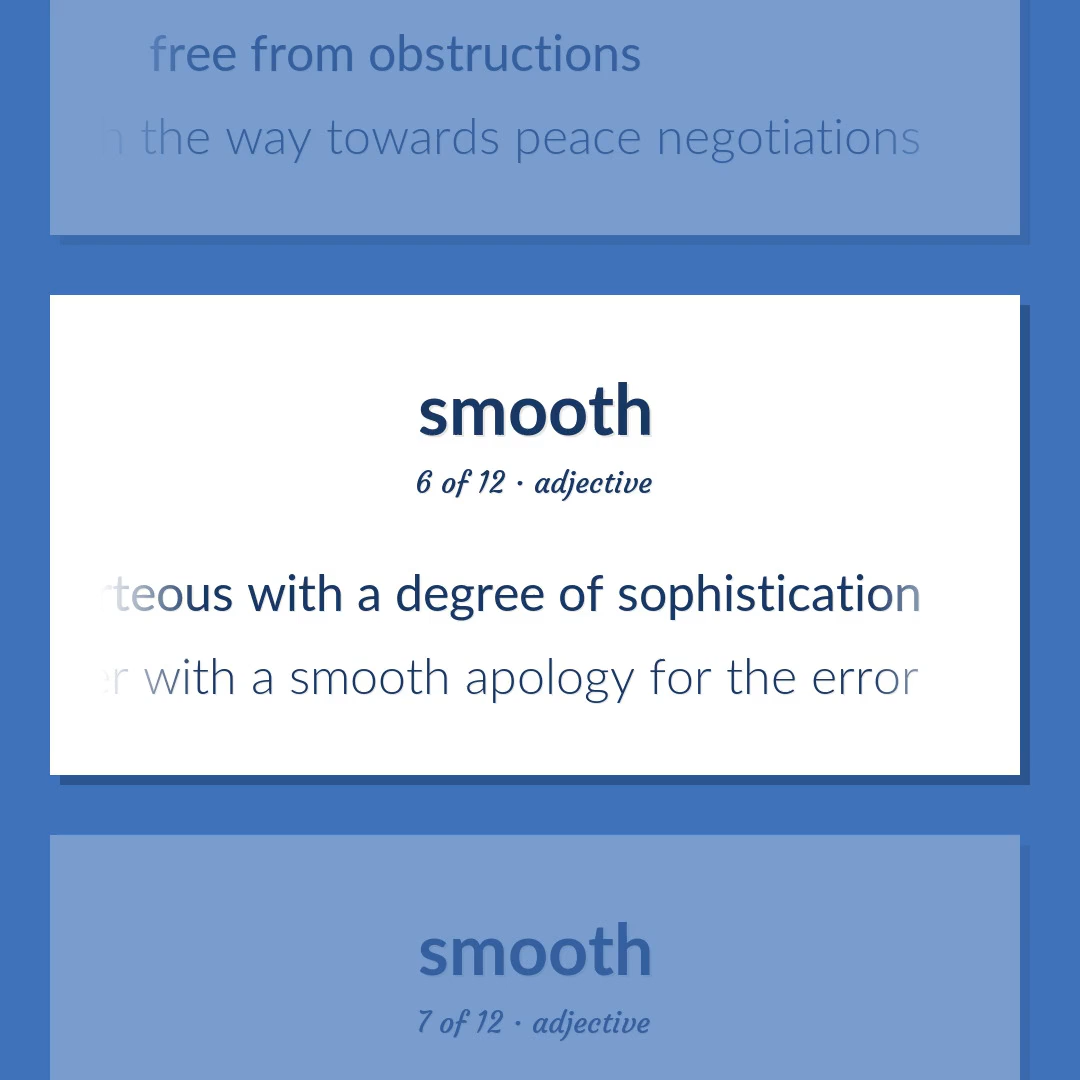 free from obstructions
the way towards peace negotiations
smooth
6 of 12 · adjective
with a degree of sophistication
with a smooth apology for the error
smooth
7 of 12 · adjective